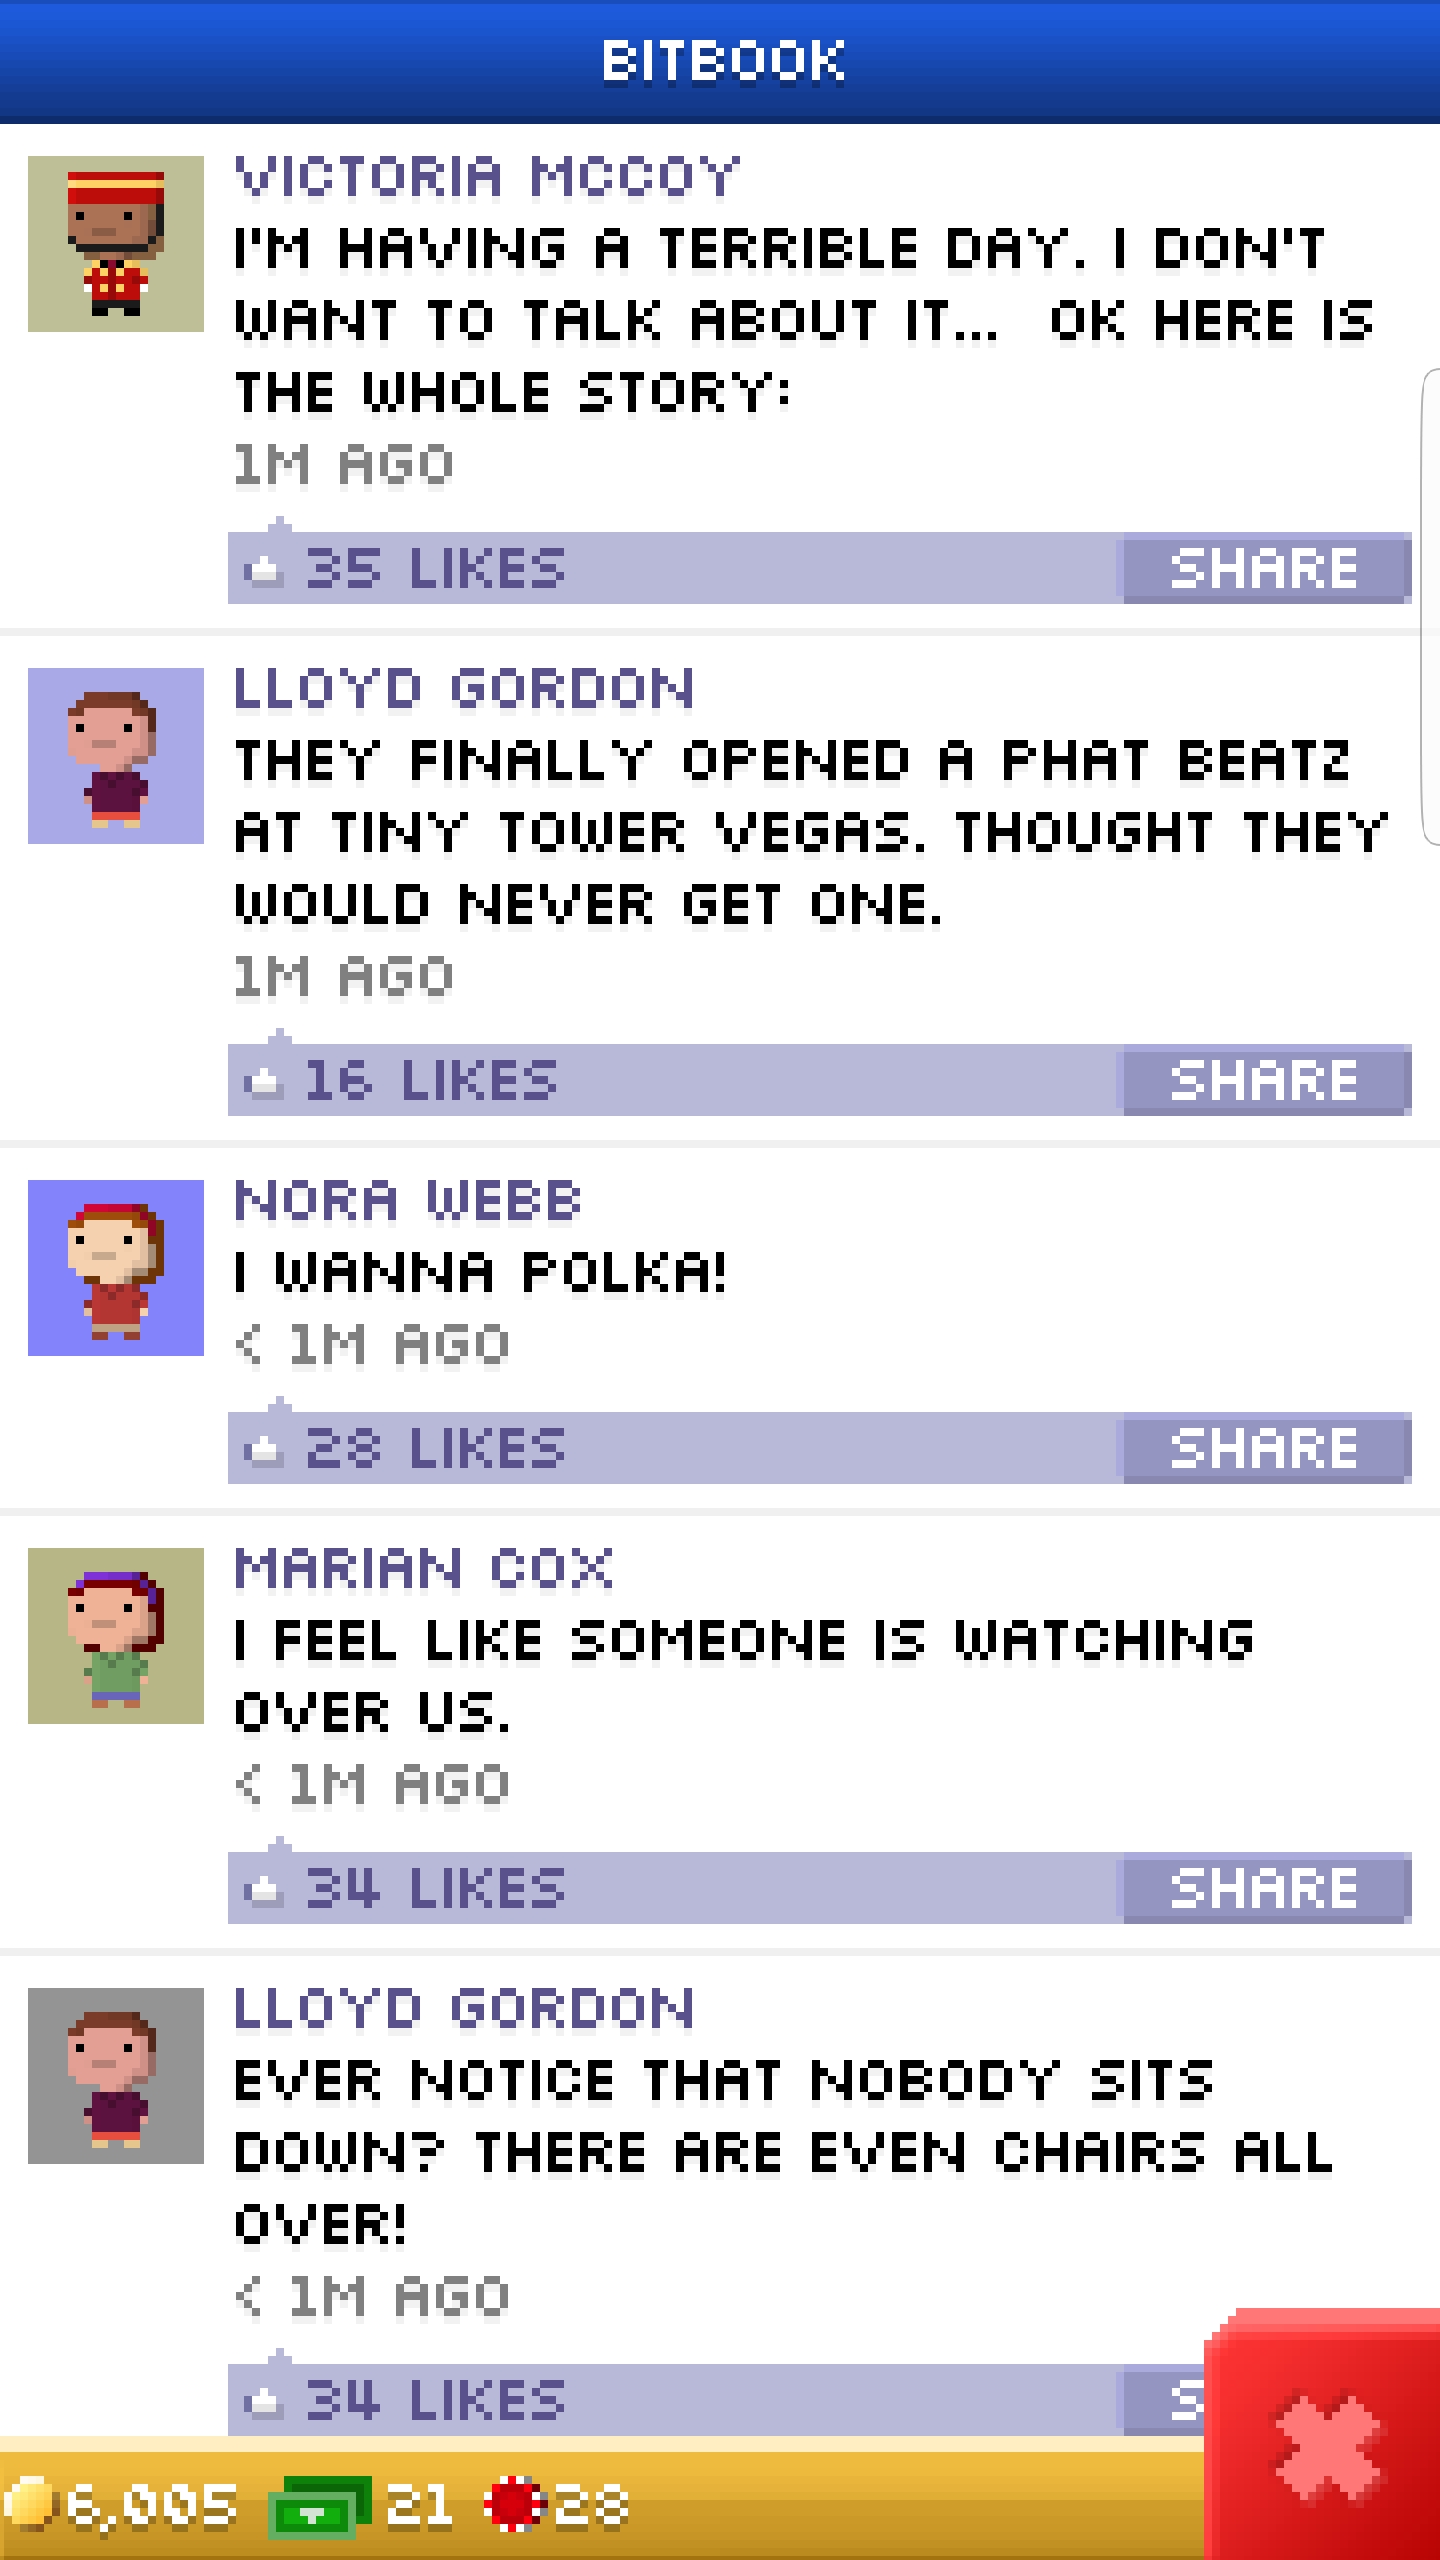 BITBOOK
VICTORIA MCCOY
I'M HAVING A TERRIBLE DAY. I DON'T
WANT TO TALK ABOUT IT...  OK HERE IS
THE WHOLE STORY:
1M AGO
35 LIKES
SHARE
LLOYD GORDON
THEY FINALLY OPENED A PHAT BEATZ
AT TINY TOWER VEGAS. THOUGHT THEY
WOULD NEVER GET ONE.
1M AGO
16 LIKES
SHARE
NORA WEBB
I WANNA POLKA!
< 1M AGO
28 LIKES
SHARE
MARIAN COX
I FEEL LIKE SOMEONE IS WATCHING
OVER US.
< 1M AGO
34 LIKES
SHARE
LLOYD GORDON
EVER NOTICE THAT NOBODY SITS
DOWN? THERE ARE EVEN CHAIRS ALL
OVER!
< 1M AGO
34 LIKES
S
6,005 21 28